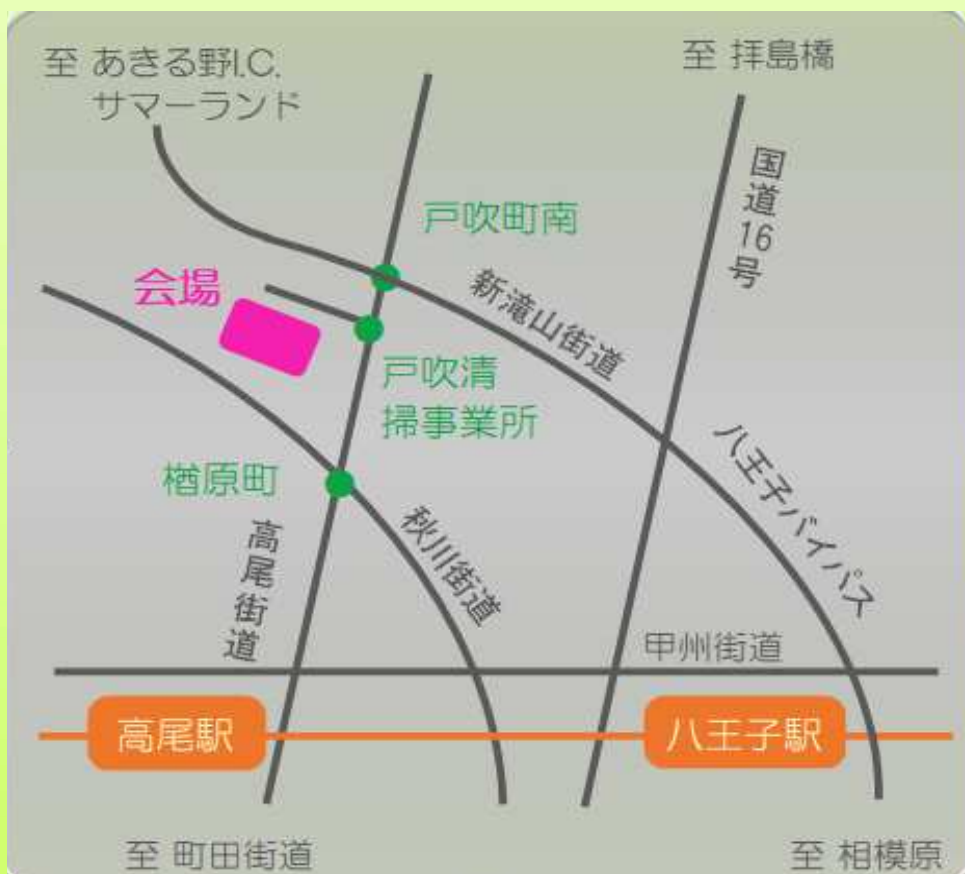 至 あきる野I.C.
サマーランド
至 拝島橋
国道16号
戸吹町南
会場
新滝山街道
戸吹清
掃事業所
楢原町
八王子バイパス
秋川街道
高尾街道
甲州街道
高尾駅
八王子駅
至 町田街道
至 相模原